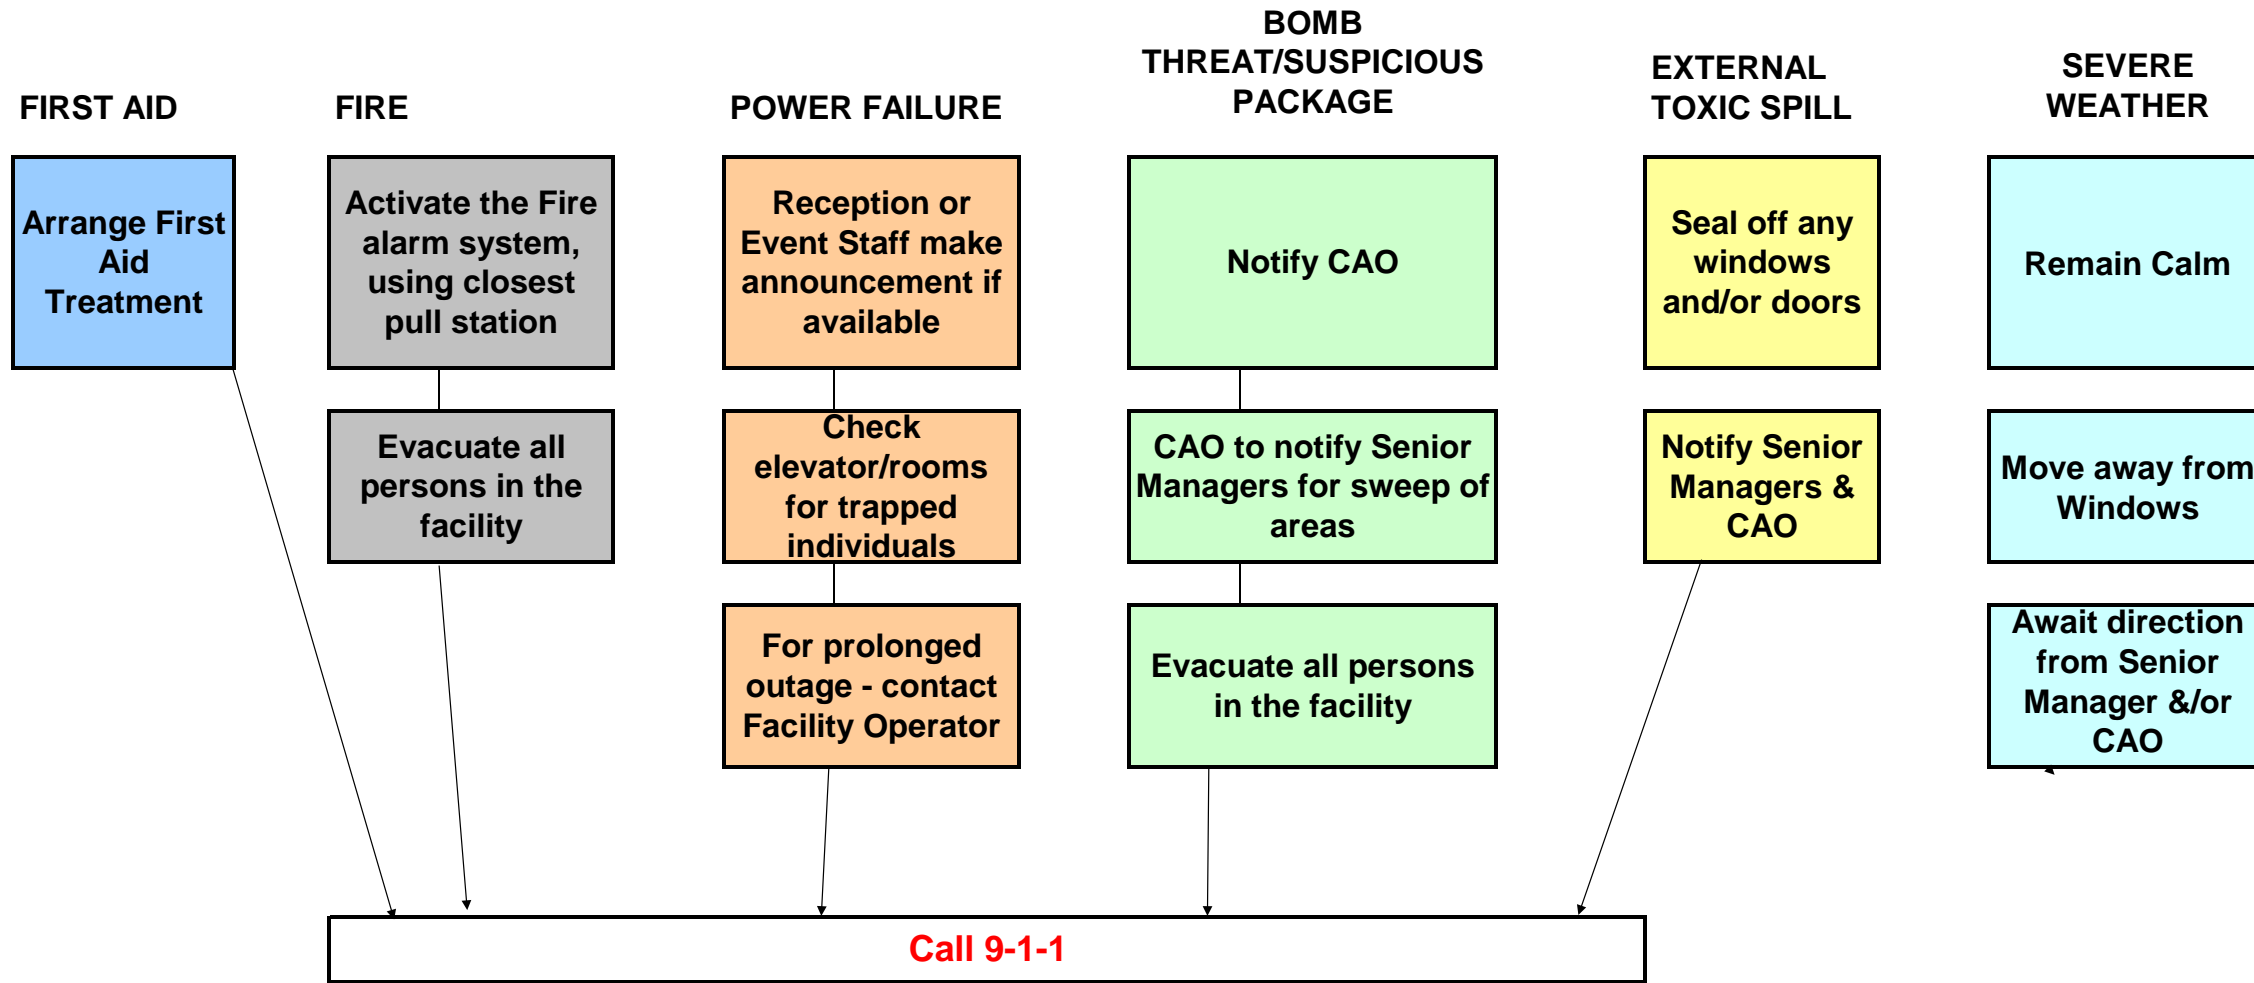 FIRST AID
FIRE
POWER FAILURE
BOMB
THREAT/SUSPICIOUS
PACKAGE
EXTERNAL
TOXIC SPILL
SEVERE
WEATHER
Arrange First
Aid
Treatment
Activate the Fire
alarm system,
using closest
pull station
Evacuate all
persons in the
facility
Reception or
Event Staff make
announcement if
available
Check
elevator/rooms
for trapped
individuals
For prolonged
outage - contact
Facility Operator
Notify CAO
CAO to notify Senior
Managers for sweep of
areas
Evacuate all persons
in the facility
Seal off any
windows
and/or doors
Notify Senior
Managers &
CAO
Remain Calm
Move away from
Windows
Await direction
from Senior
Manager &/or
CAO
Call 9-1-1